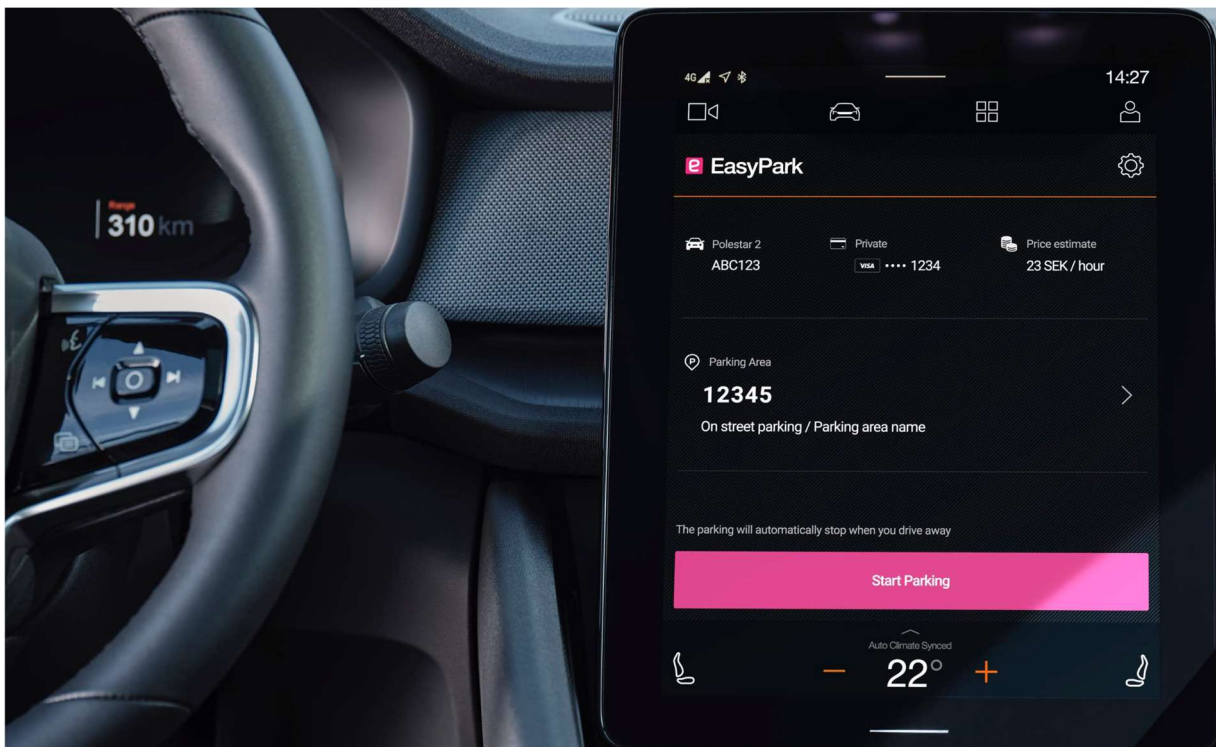 Range
310 km
4G
14:27
e EasyPark
Polestar 2
ABC123
Private
VISA •••• 1234
Price estimate
23 SEK / hour
P Parking Area
12345
On street parking / Parking area name
The parking will automatically stop when you drive away
Start Parking
Auto Climate Synced
22°